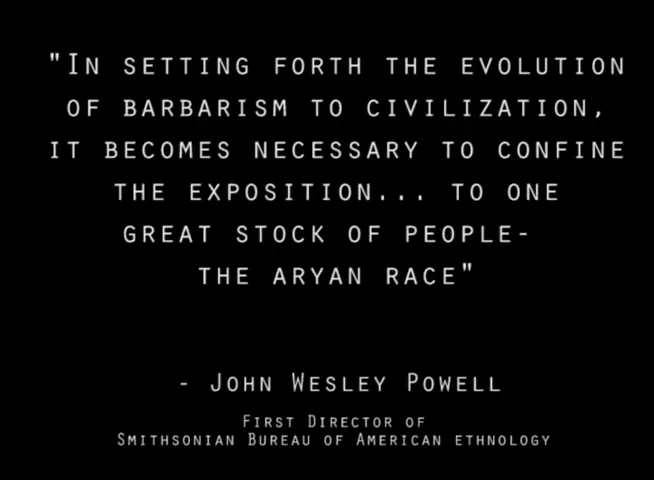 "In setting forth the evolution
of barbarism to civilization,
it becomes necessary to confine
the exposition... to one
great stock of people-
the Aryan race"
- John Wesley Powell
First Director of
Smithsonian Bureau of American ethnology